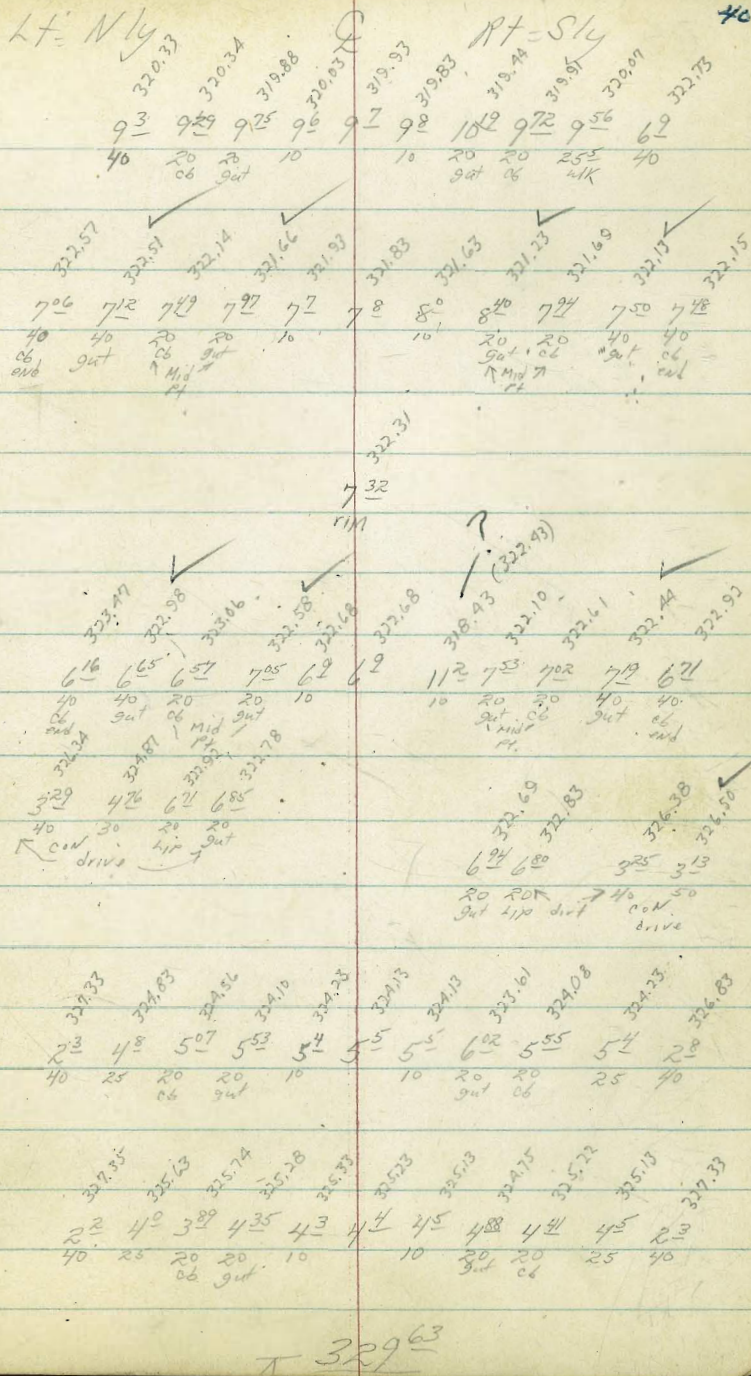 Lt = Nly ℄ Rt = Sly 40
320.33 320.34 319.88 320.03 319.93 319.83 319.44 319.91 320.07 322.73
9 3 9 29 9 75 9 6 9 7 9 8 10 19 9 72 9 56 6 9
40 20 20 10 10 20 20 25 5 40
cb gut gut cb wlk
322.57 322.51 322.14 321.66 321.93 321.83 321.63 321.23 321.69 322.13 322.15
7 06 7 12 7 49 7 97 7 7 7 8 8 0 8 40 7 94 7 50 7 48
40 40 20 20 10 10 20 20 40 40
cb gut cb gut gut cb gut cb
end ↑ Mid ↑ ↑ Mid ↑ end
Pt
322.31
7 32
rim
?
(322.43)
323.47 322.98 323.06 322.58 322.68 322.68 318.43 322.10 322.61 322.44 322.92
6 16 6 65 6 57 7 05 6 9 6 9 11 2 7 53 7 02 7 19 6 71
40 40 20 20 10 10 20 20 40 40
cb gut cb gut gut cb gut cb
end Mid Mid end
Pt Pt.
326.34 324.87 322.92 322.78
3 29 4 76 6 71 6 85
40 30 20 20
Lip gut
con
drive
322.69 322.83 326.38 326.50
6 94 6 80 3 25 3 13
20 20 40 50
gut Lip dirt con
drive
327.33 324.83 324.56 324.10 324.23 324.13 324.13 323.61 324.08 324.23 326.83
2 3 4 8 5 07 5 53 5 4 5 5 5 5 6 02 5 55 5 4 2 8
40 25 20 20 10 10 20 20 25 40
cb gut gut cb
327.35 325.63 325.74 325.28 325.33 325.23 325.13 324.75 325.22 325.13 327.33
2 2 4 0 3 89 4 35 4 3 4 4 4 5 4 88 4 41 4 5 2 3
40 25 20 20 10 10 20 20 25 40
cb gut gut cb
⊼ 329 63